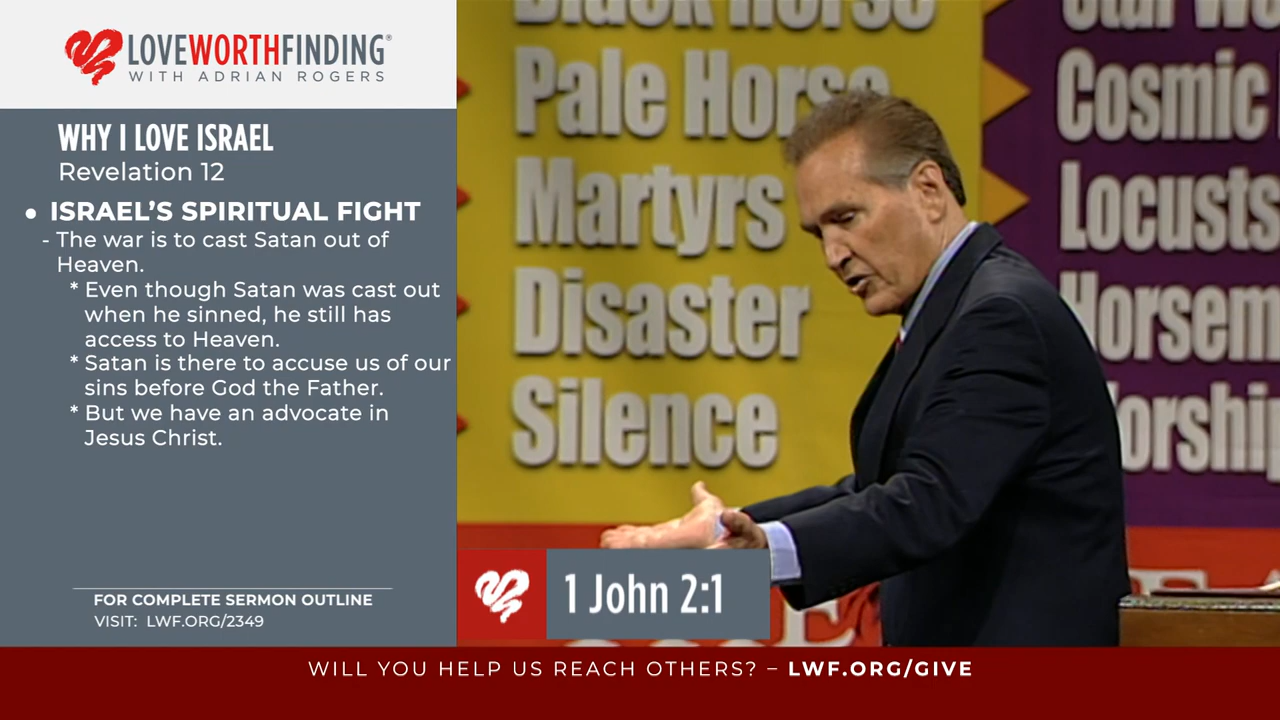 LOVEWORTHFINDING®
WITH ADRIAN ROGERS
WHY I LOVE ISRAEL
Revelation 12
● ISRAEL'S SPIRITUAL FIGHT
- The war is to cast Satan out of
Heaven.
* Even though Satan was cast out
when he sinned, he still has
access to Heaven.
* Satan is there to accuse us of our
sins before God the Father.
* But we have an advocate in
Jesus Christ.
FOR COMPLETE SERMON OUTLINE
VISIT: LWF.ORG/2349
Black Horse
Pale Horse
Martyrs
Disaster
Silence
Cosmic
Locusts
1 John 2:1
WILL YOU HELP US REACH OTHERS? – LWF.ORG/GIVE